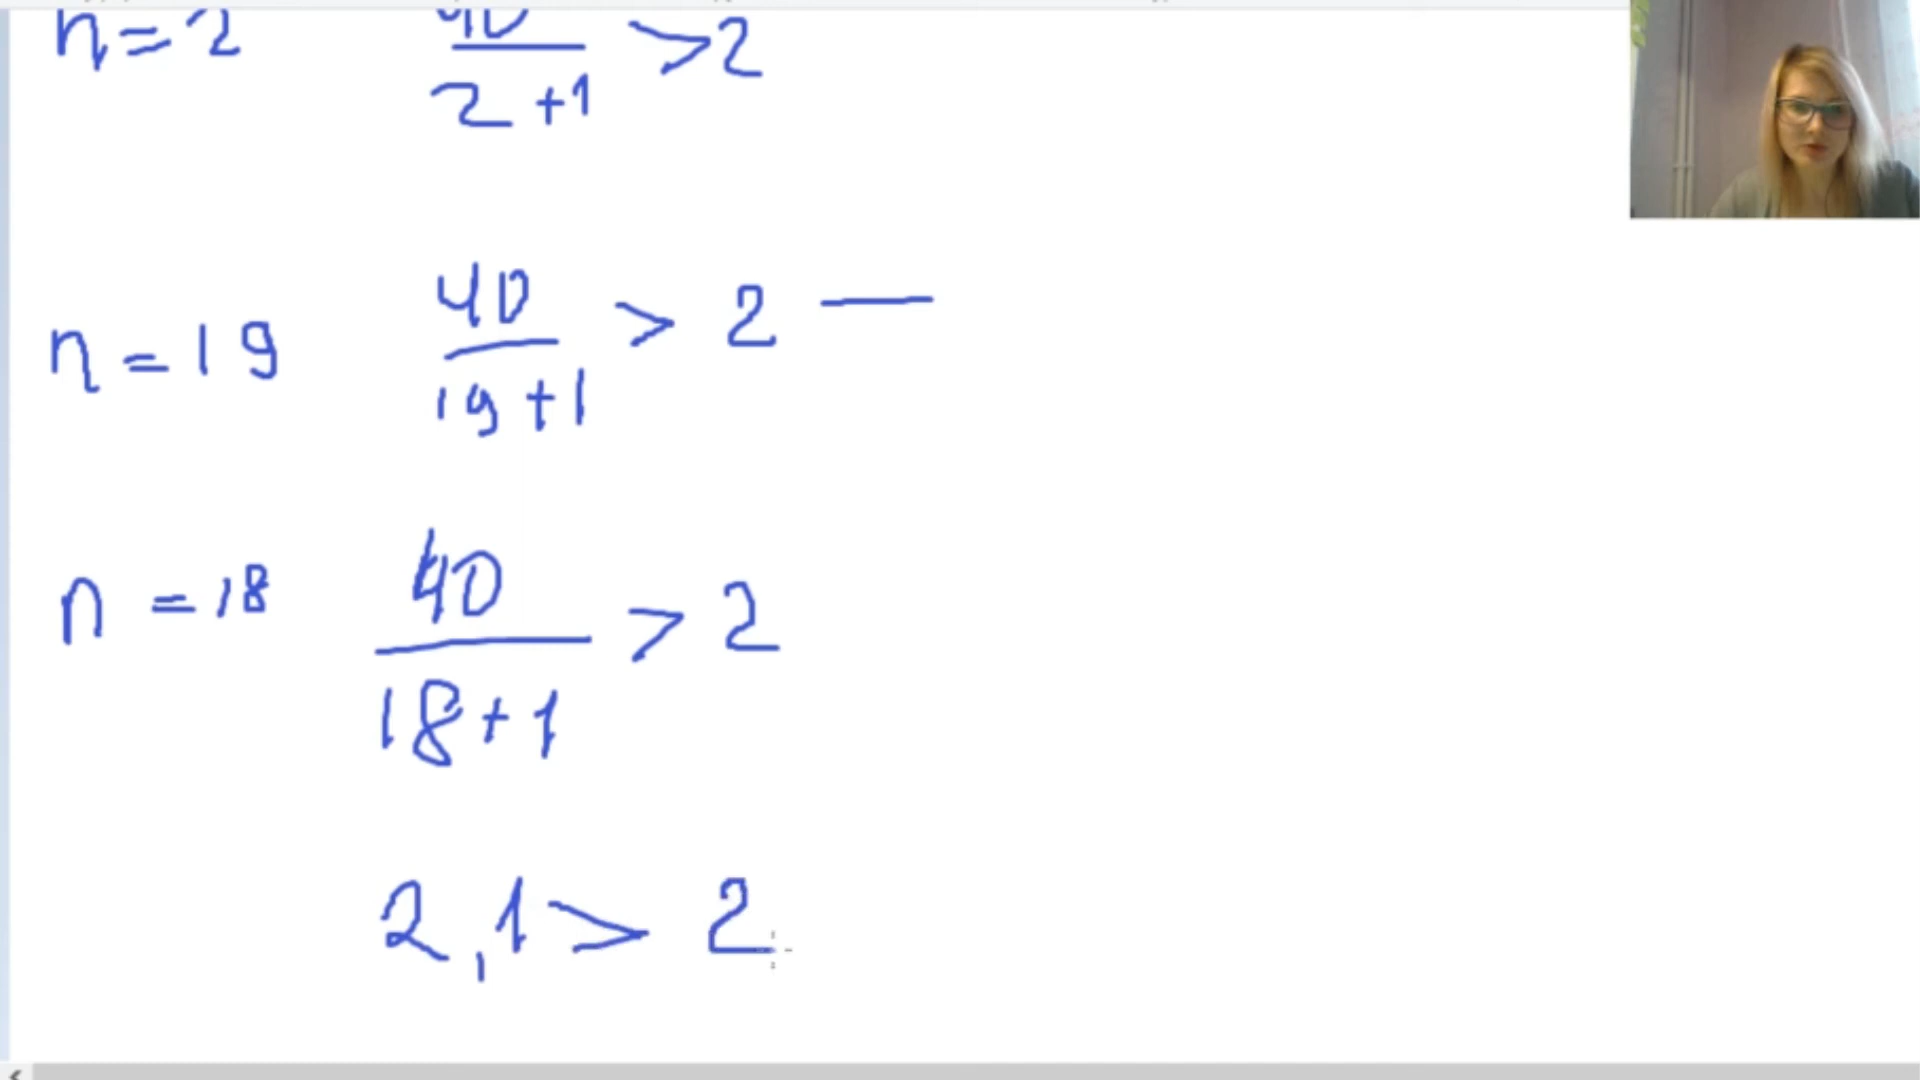 n=2 40/2+1 >2
n=19 40/19+1 > 2 —
n=18 40/18+1 > 2
2,1 > 2